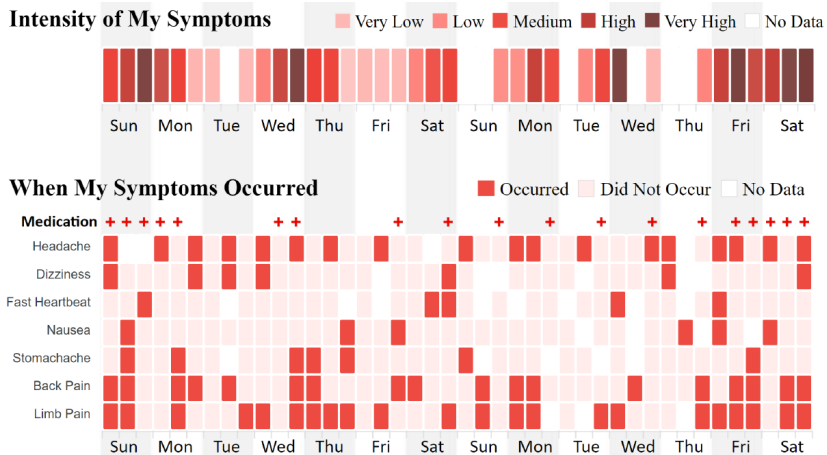 Intensity of My Symptoms Very Low Low Medium High Very High No Data
Sun Mon Tue Wed Thu Fri Sat Sun Mon Tue Wed Thu Fri Sat
When My Symptoms Occurred Occurred Did Not Occur No Data
Medication + + + + + + + + + + + + + + + + + + +
Headache
Dizziness
Fast Heartbeat
Nausea
Stomachache
Back Pain
Limb Pain
Sun Mon Tue Wed Thu Fri Sat Sun Mon Tue Wed Thu Fri Sat